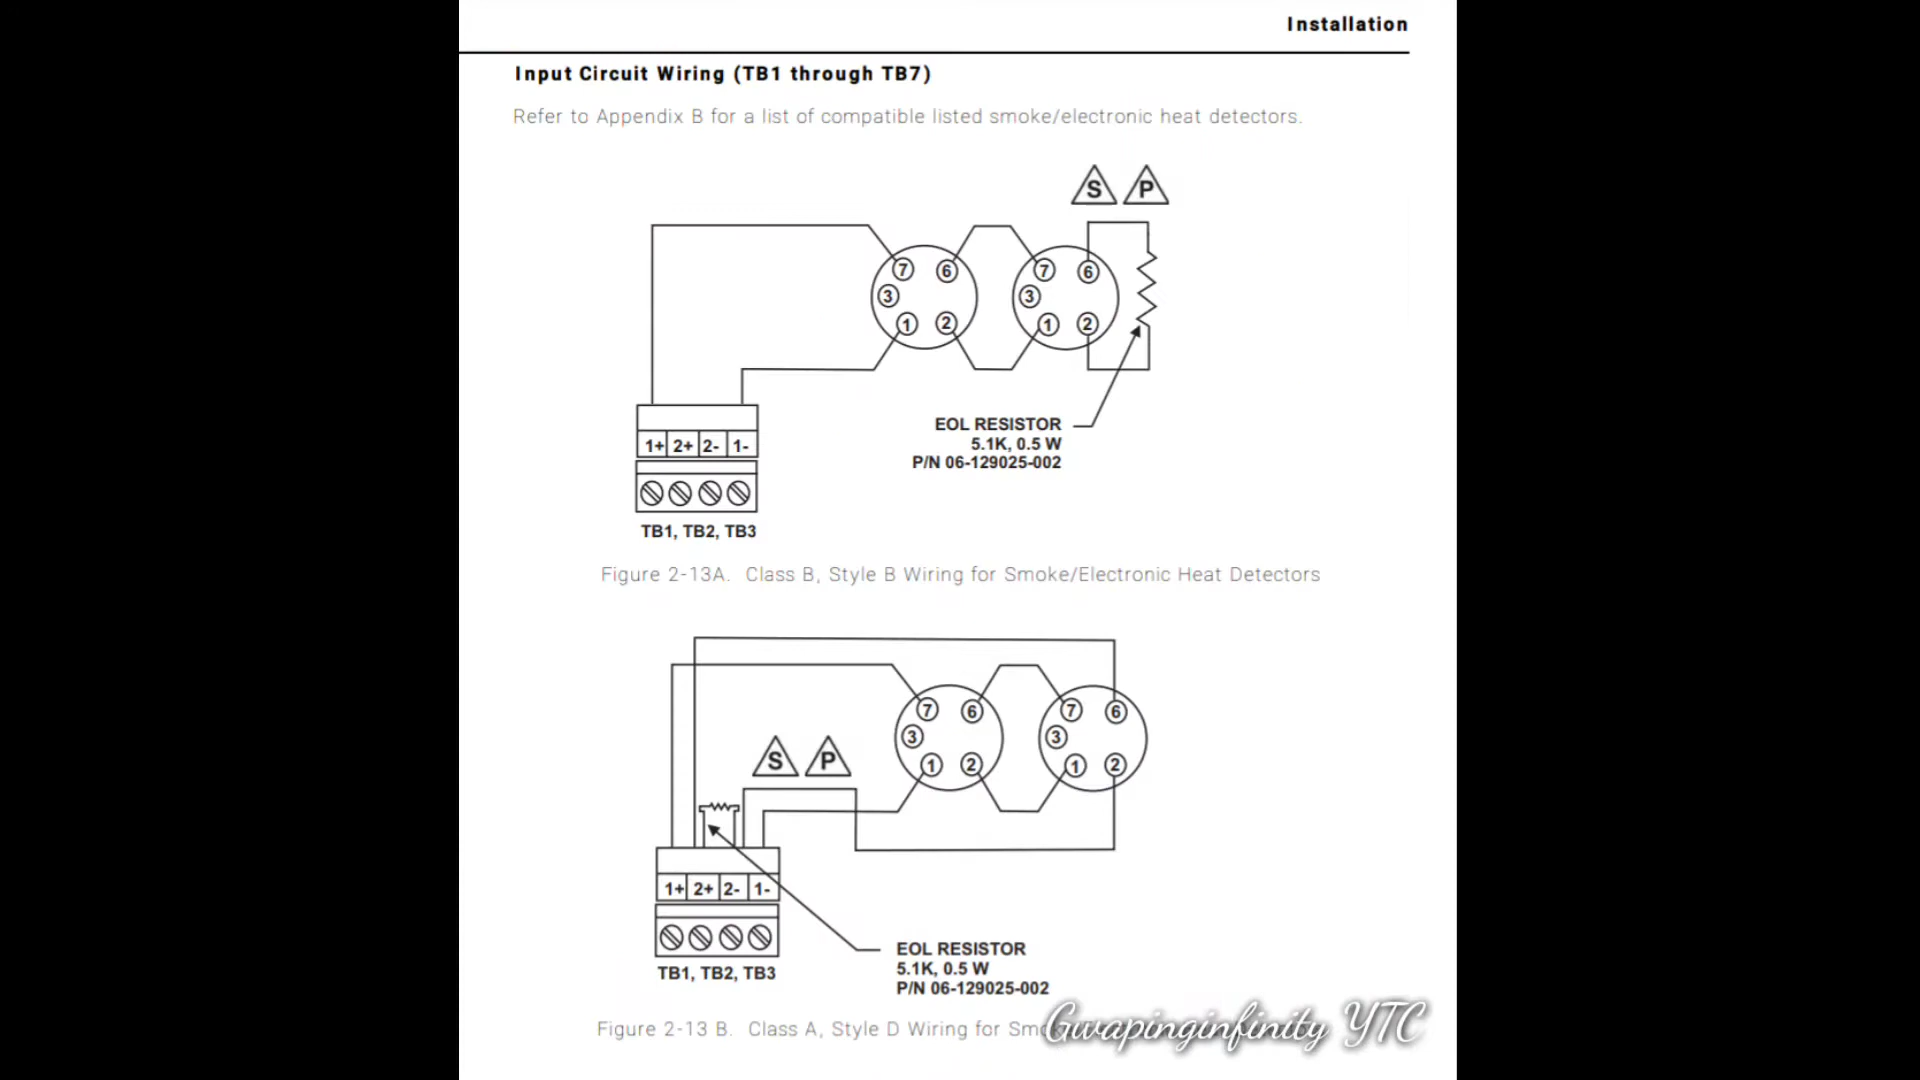 Installation
Input Circuit Wiring (TB1 through TB7)
Refer to Appendix B for a list of compatible listed smoke/electronic heat detectors.
S P
7 6 7 6
3 3
1 2 1 2
EOL RESISTOR
5.1K, 0.5 W
P/N 06-129025-002
1+ 2+ 2- 1-
TB1, TB2, TB3
Figure 2-13A. Class B, Style B Wiring for Smoke/Electronic Heat Detectors
7 6 7 6
3 3
S P
1 2 1 2
1+ 2+ 2- 1-
EOL RESISTOR
5.1K, 0.5 W
TB1, TB2, TB3
P/N 06-129025-002
Figure 2-13 B. Class A, Style D Wiring for
Gwapinginfinity YTC